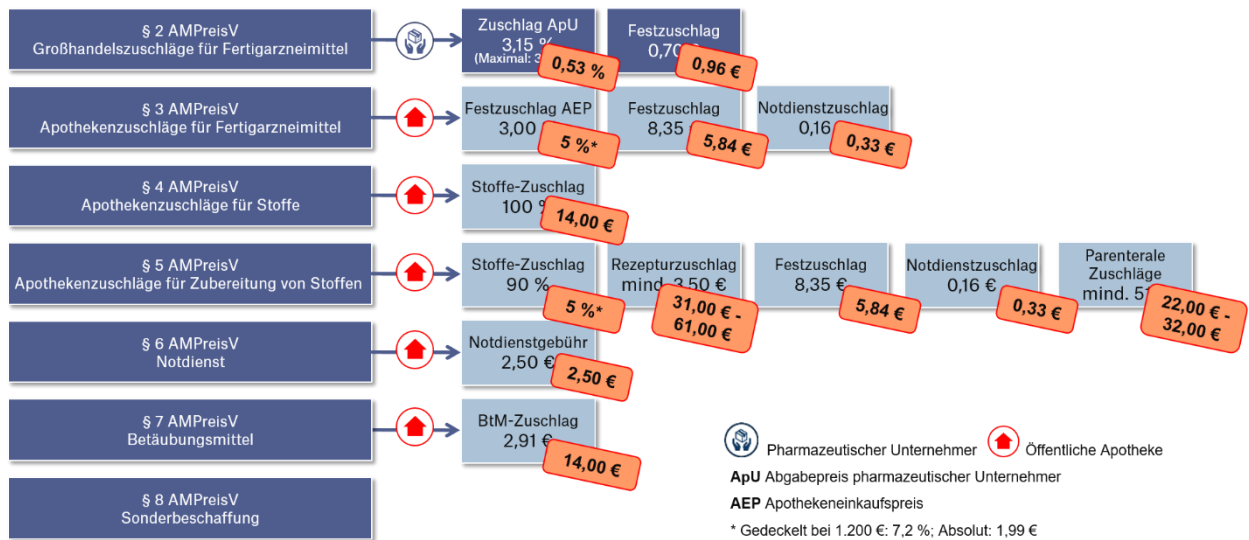 § 2 AMPreisV
Großhandelszuschläge für Fertigarzneimittel
Zuschlag ApU
3,15 %
(Maximal: 3
0,53 %
Festzuschlag
0,70
0,96 €
§ 3 AMPreisV
Apothekenzuschläge für Fertigarzneimittel
Festzuschlag AEP
3,00
5 %*
Festzuschlag
8,35
5,84 €
Notdienstzuschlag
0,16
0,33 €
§ 4 AMPreisV
Apothekenzuschläge für Stoffe
Stoffe-Zuschlag
100 %
14,00 €
§ 5 AMPreisV
Apothekenzuschläge für Zubereitung von Stoffen
Stoffe-Zuschlag
90 %
5 %*
Rezepturzuschlag
mind. 3,50 €
31,00 € -
61,00 €
Festzuschlag
8,35 €
5,84 €
Notdienstzuschlag
0,16 €
0,33 €
Parenterale
Zuschläge
mind. 51
22,00 € -
32,00 €
§ 6 AMPreisV
Notdienst
Notdienstgebühr
2,50 €
2,50 €
§ 7 AMPreisV
Betäubungsmittel
BtM-Zuschlag
2,91 €
14,00 €
§ 8 AMPreisV
Sonderbeschaffung
Pharmazeutischer Unternehmer
Öffentliche Apotheke
ApU Abgabepreis pharmazeutischer Unternehmer
AEP Apothekeneinkaufspreis
* Gedeckelt bei 1.200 €: 7,2 %; Absolut: 1,99 €